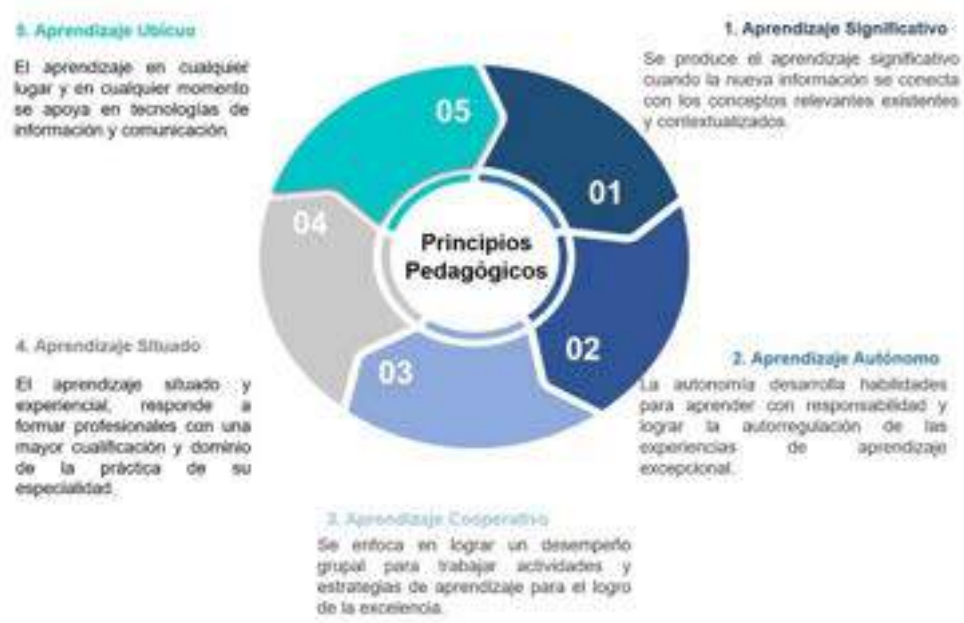 5. Aprendizaje Ubicuo
El aprendizaje en cualquier
lugar y en cualquier momento
se apoya en tecnologías de
información y comunicación.
1. Aprendizaje Significativo
Se produce el aprendizaje significativo
cuando la nueva información se conecta
con los conceptos relevantes existentes
y contextualizados.
05
01
04
Principios
Pedagógicos
02
03
4. Aprendizaje Situado
El aprendizaje situado y
experiencial, responde a
formar profesionales con una
mayor cualificación y dominio
de la práctica de su
especialidad.
2. Aprendizaje Autónomo
La autonomía desarrolla habilidades
para aprender con responsabilidad y
lograr la autorregulación de las
experiencias de aprendizaje
excepcional.
3. Aprendizaje Cooperativo
Se enfoca en lograr un desempeño
grupal para trabajar actividades y
estrategias de aprendizaje para el logro
de la excelencia.